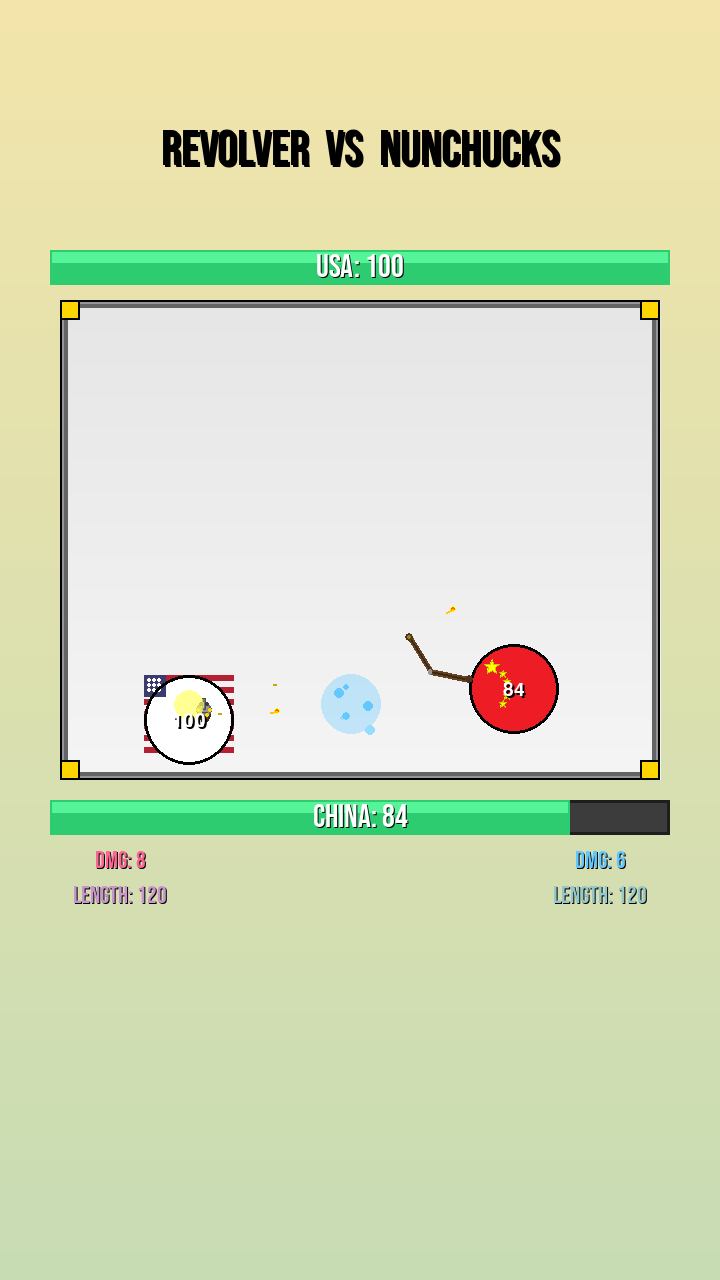 REVOLVER VS NUNCHUCKS
USA: 100
100
84
CHINA: 84
DMG: 8
DMG: 6
LENGTH: 120
LENGTH: 120